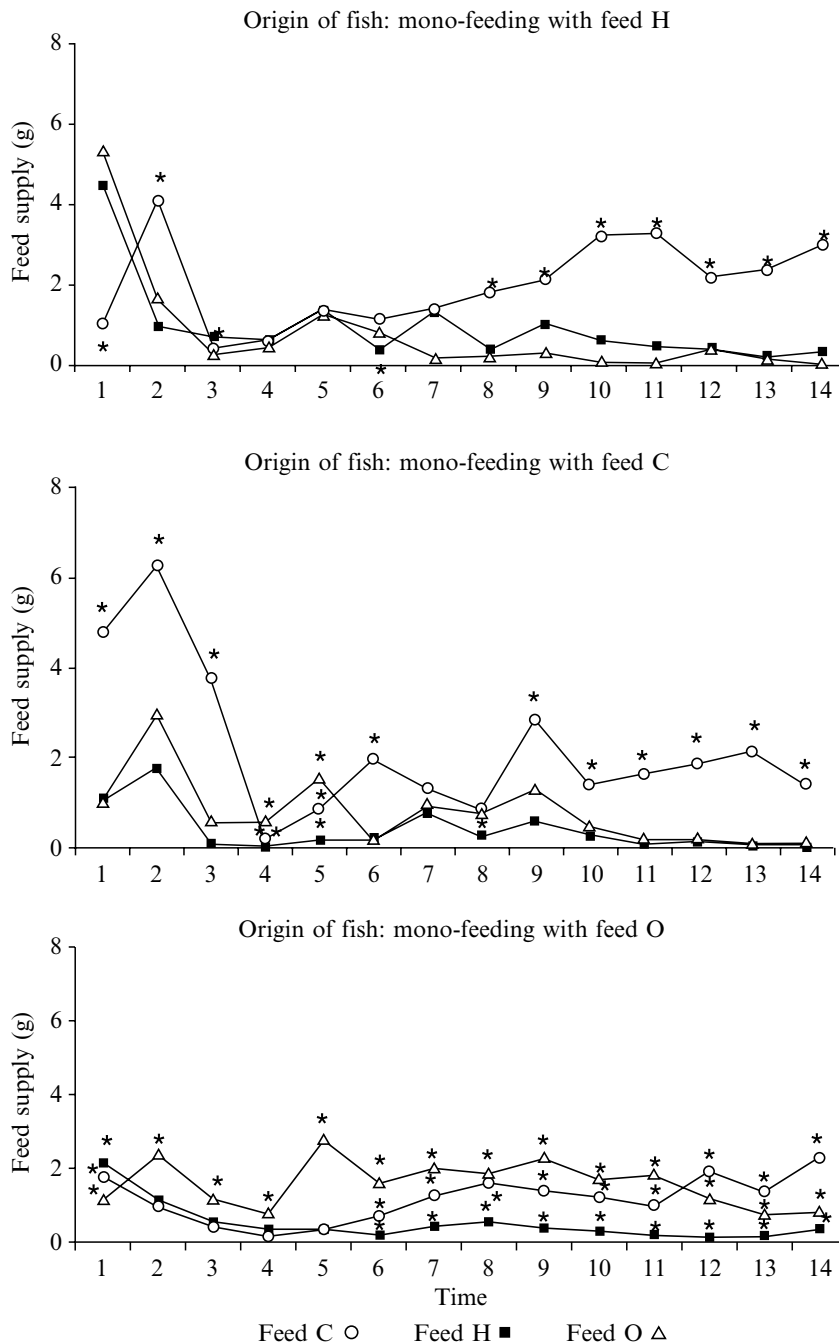 Origin of fish: mono-feeding with feed H
Feed supply (g)
8
6
4
2
0
1 2 3 4 5 6 7 8 9 10 11 12 13 14
Origin of fish: mono-feeding with feed C
Feed supply (g)
8
6
4
2
0
1 2 3 4 5 6 7 8 9 10 11 12 13 14
Origin of fish: mono-feeding with feed O
Feed supply (g)
8
6
4
2
0
1 2 3 4 5 6 7 8 9 10 11 12 13 14
Time
Feed C Feed H Feed O